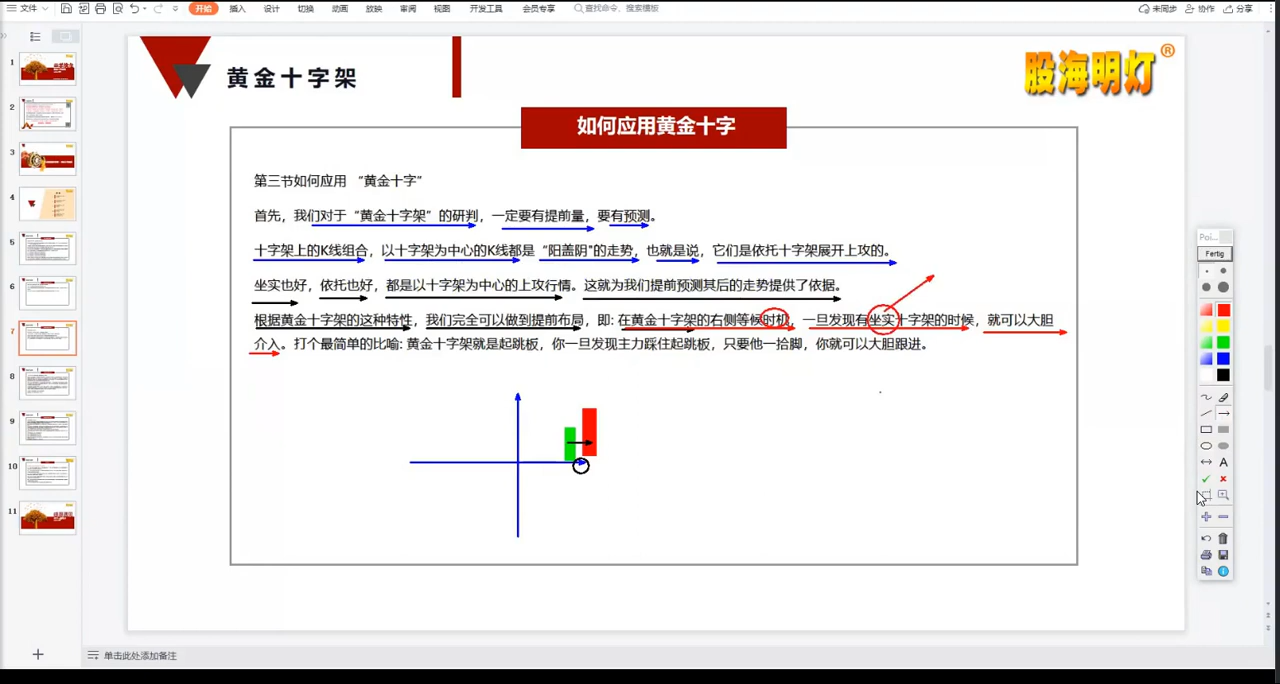 文件
开始
插入
设计
切换
动画
放映
审阅
视图
开发工具
会员专享
查找命令、搜索模板
未同步
协作
分享
1
2
3
4
5
6
7
8
9
10
11
黄金十字架
股海明灯®
如何应用黄金十字
第三节如何应用 “黄金十字”
首先，我们对于“黄金十字架”的研判，一定要有提前量，要有预测。
十字架上的K线组合，以十字架为中心的K线都是 “阳盖阴”的走势，也就是说，它们是依托十字架展开上攻的。
坐实也好，依托也好，都是以十字架为中心的上攻行情。这就为我们提前预测其后的走势提供了依据。
根据黄金十字架的这种特性，我们完全可以做到提前布局，即: 在黄金十字架的右侧等候时机，一旦发现有坐实十字架的时候，就可以大胆
介入。打个最简单的比喻: 黄金十字架就是起跳板，你一旦发现主力踩住起跳板，只要他一抬脚，你就可以大胆跟进。
Poi...
Fertig
A
单击此处添加备注